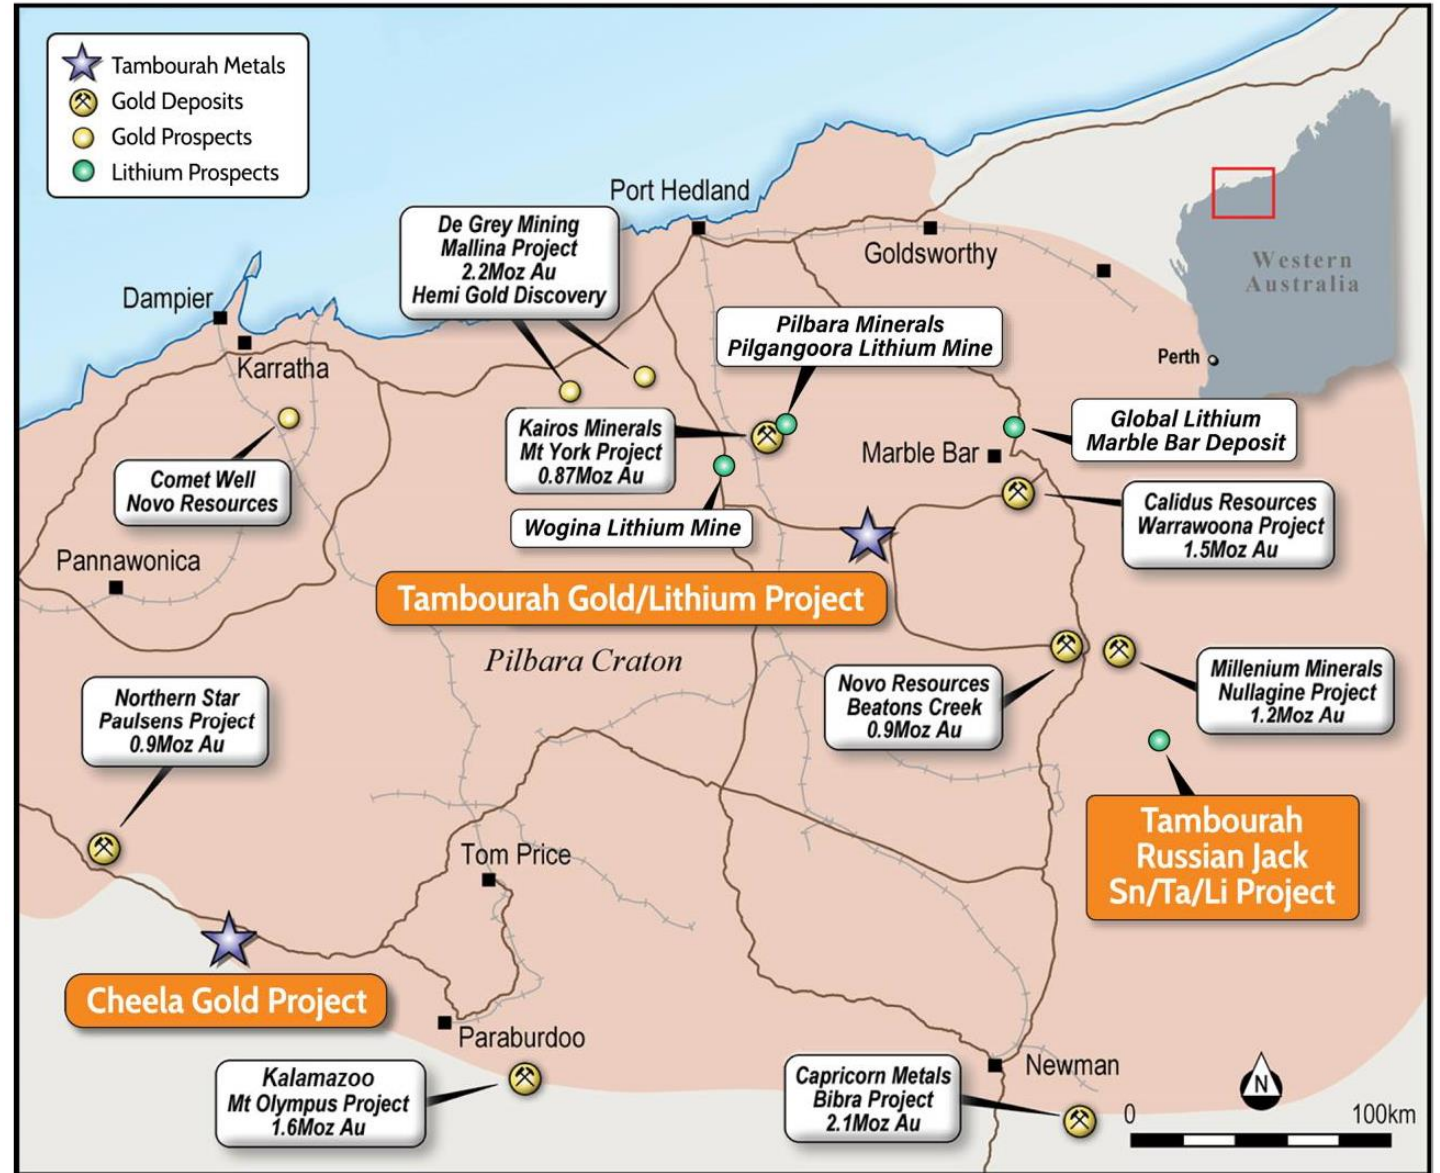 Tambourah Metals
Gold Deposits
Gold Prospects
Lithium Prospects
Port Hedland
De Grey Mining
Mallina Project
2.2Moz Au
Hemi Gold Discovery
Goldsworthy
Western
Australia
Perth
Dampier
Karratha
Pilbara Minerals
Pilgangoora Lithium Mine
Kairos Minerals
Mt York Project
0.87Moz Au
Global Lithium
Marble Bar Deposit
Marble Bar
Comet Well
Novo Resources
Wogina Lithium Mine
Calidus Resources
Warrawoona Project
1.5Moz Au
Pannawonica
Tambourah Gold/Lithium Project
Pilbara Craton
Novo Resources
Beatons Creek
0.9Moz Au
Millenium Minerals
Nullagine Project
1.2Moz Au
Northern Star
Paulsens Project
0.9Moz Au
Tambourah
Russian Jack
Sn/Ta/Li Project
Tom Price
Cheela Gold Project
Paraburdoo
Kalamazoo
Mt Olympus Project
1.6Moz Au
Capricorn Metals
Bibra Project
2.1Moz Au
Newman
N
0 100km